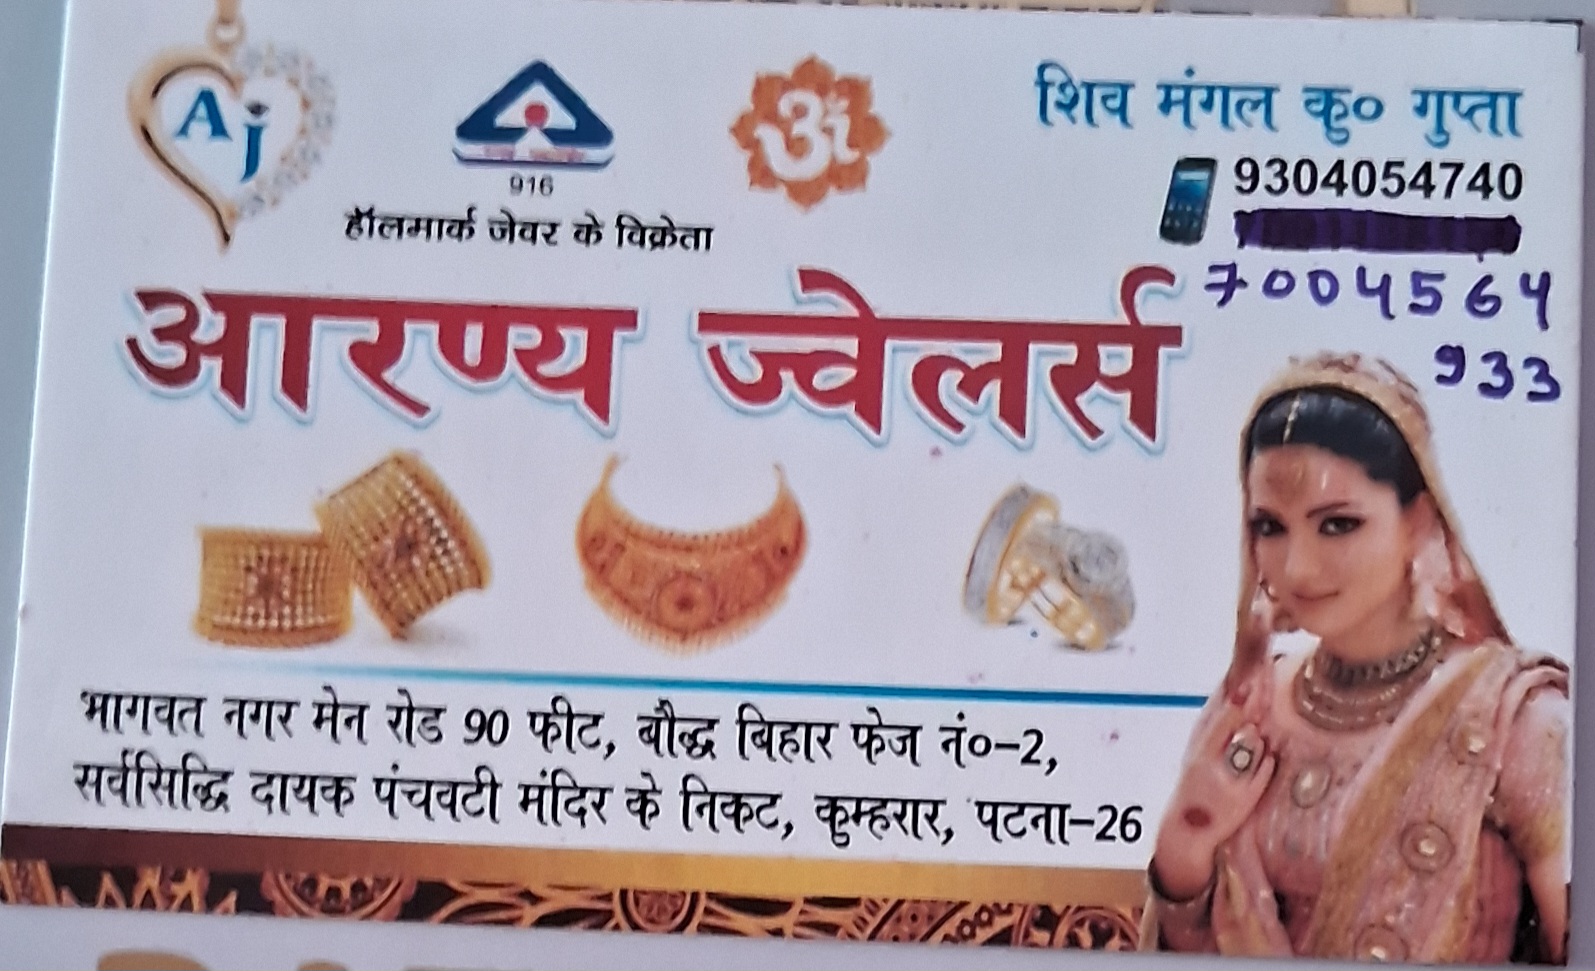 Aj
916
हॉलमार्क जेवर के विक्रेता
ॐ
शिव मंगल कु० गुप्ता
9304054740
7004564
933
आरण्य ज्वेलर्स
भागवत नगर मेन रोड 90 फीट, बौद्ध बिहार फेज नं०-2,
सर्वसिद्धि दायक पंचवटी मंदिर के निकट, कुम्हरार, पटना-26